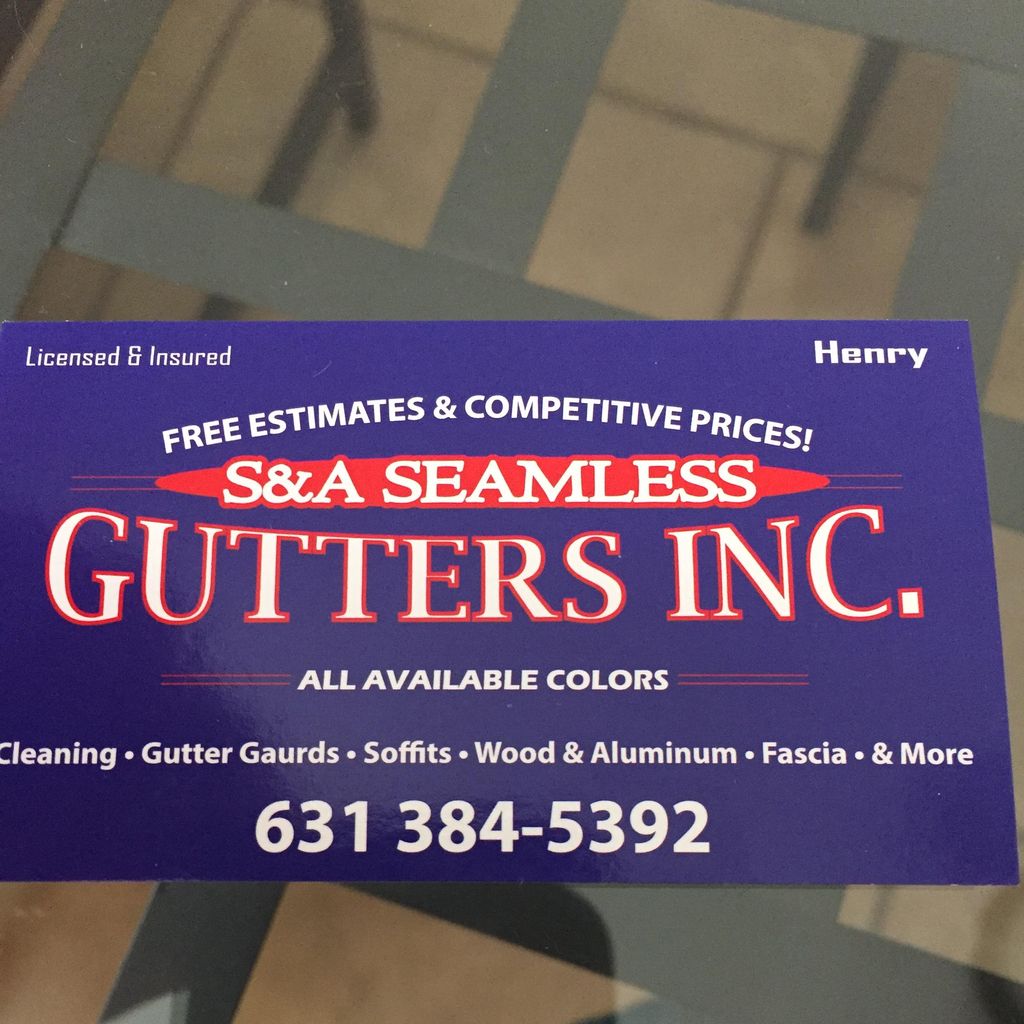 Licensed & Insured
Henry
FREE ESTIMATES & COMPETITIVE PRICES!
S&A SEAMLESS
GUTTERS INC.
ALL AVAILABLE COLORS
Cleaning • Gutter Gaurds • Soffits • Wood & Aluminum • Fascia • & More
631 384-5392